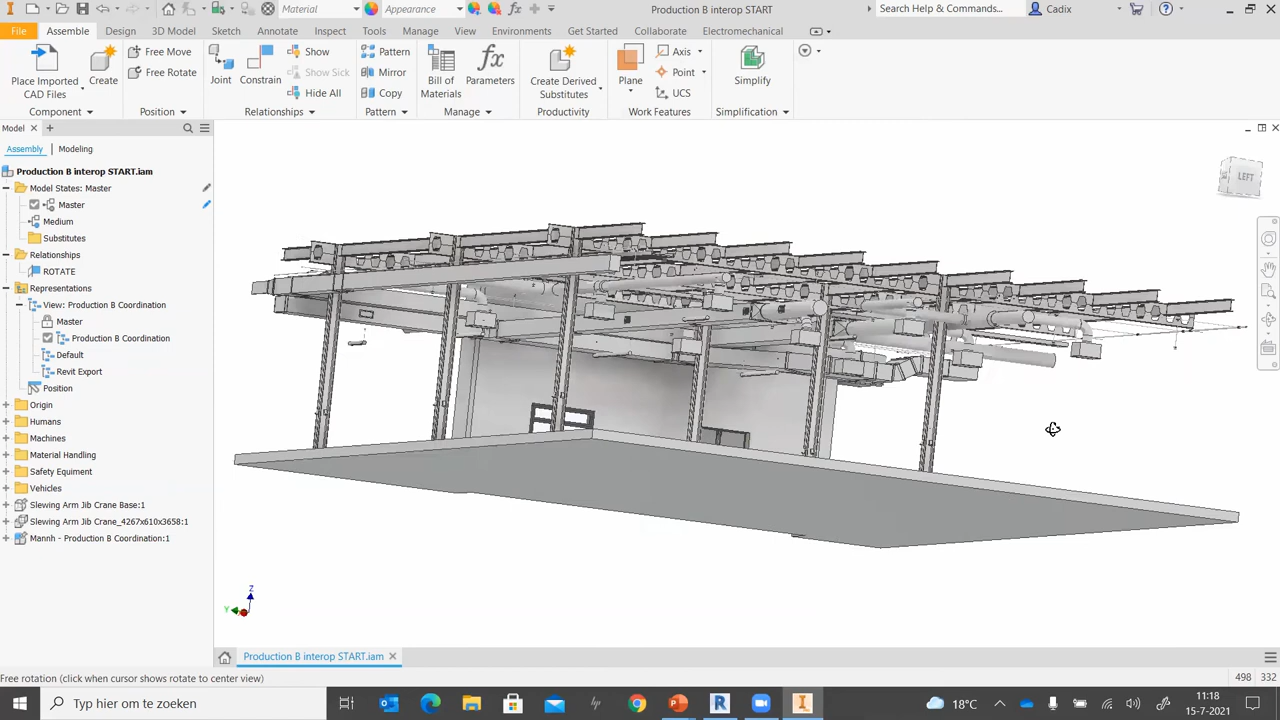 Material
Appearance
Production B interop START
Search Help & Commands...
Cadix
File
Assemble
Design
3D Model
Sketch
Annotate
Inspect
Tools
Manage
View
Environments
Get Started
Collaborate
Electromechanical
Place Imported
CAD Files
Create
Free Move
Free Rotate
Joint
Constrain
Show
Show Sick
Hide All
Pattern
Mirror
Copy
Bill of
Materials
Parameters
Create Derived
Substitutes
Plane
Axis
Point
UCS
Simplify
Component
Position
Relationships
Pattern
Manage
Productivity
Work Features
Simplification
Model
Assembly
Modeling
Production B interop START.iam
Model States: Master
Master
Medium
Substitutes
Relationships
ROTATE
Representations
View: Production B Coordination
Master
Production B Coordination
Default
Revit Export
Position
Origin
Humans
Machines
Material Handling
Safety Equiment
Vehicles
Slewing Arm Jib Crane Base:1
Slewing Arm Jib Crane_4267x610x3658:1
Mannh - Production B Coordination:1
LEFT
Z
Y
Production B interop START.iam
Free rotation (click when cursor shows rotate to center view)
498
332
Typ hier om te zoeken
18°C
11:18
15-7-2021